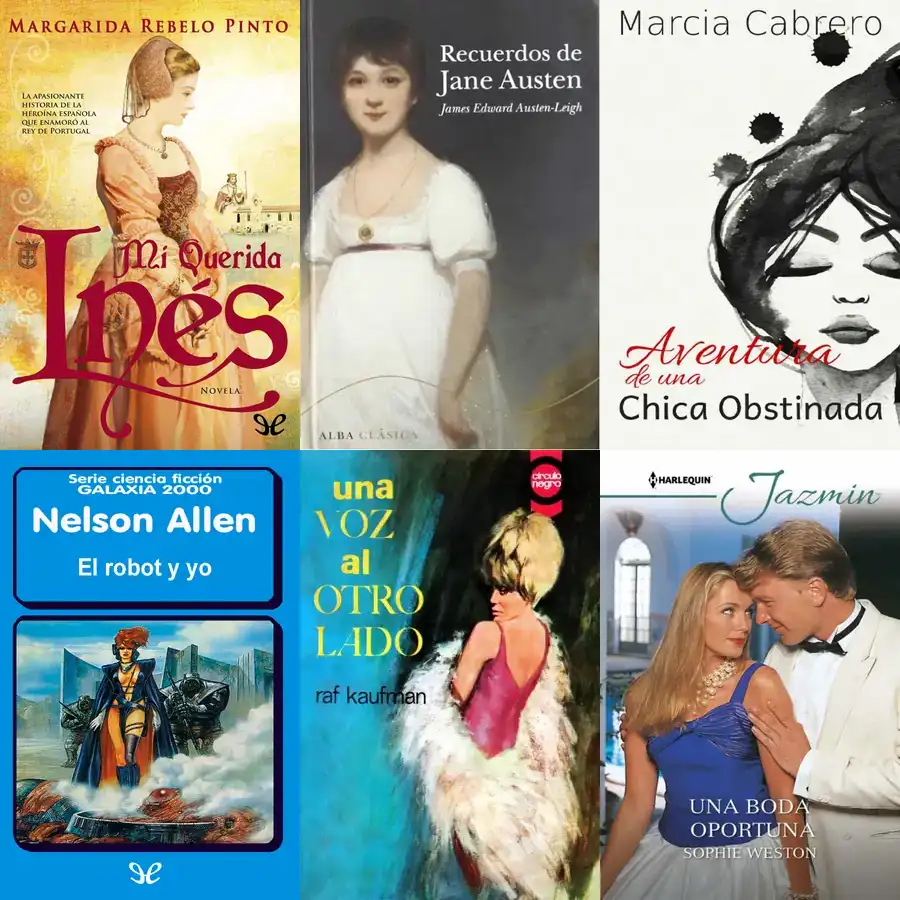 MARGARIDA REBELO PINTO
LA APASIONANTE
HISTORIA DE LA
HEROÍNA ESPAÑOLA
QUE ENAMORÓ AL
REY DE PORTUGAL
Mi Querida
Inés
NOVELA
Recuerdos de
Jane Austen
James Edward Austen-Leigh
ALBA CLÁSICA
Marcia Cabrero
Aventura
de una
Chica Obstinada
Serie ciencia ficción
GALAXIA 2000
Nelson Allen
El robot y yo
círculo
negro
una
VOZ
al
OTRO
LADO
raf kaufman
HARLEQUIN
Jazmín
UNA BODA
OPORTUNA
SOPHIE WESTON